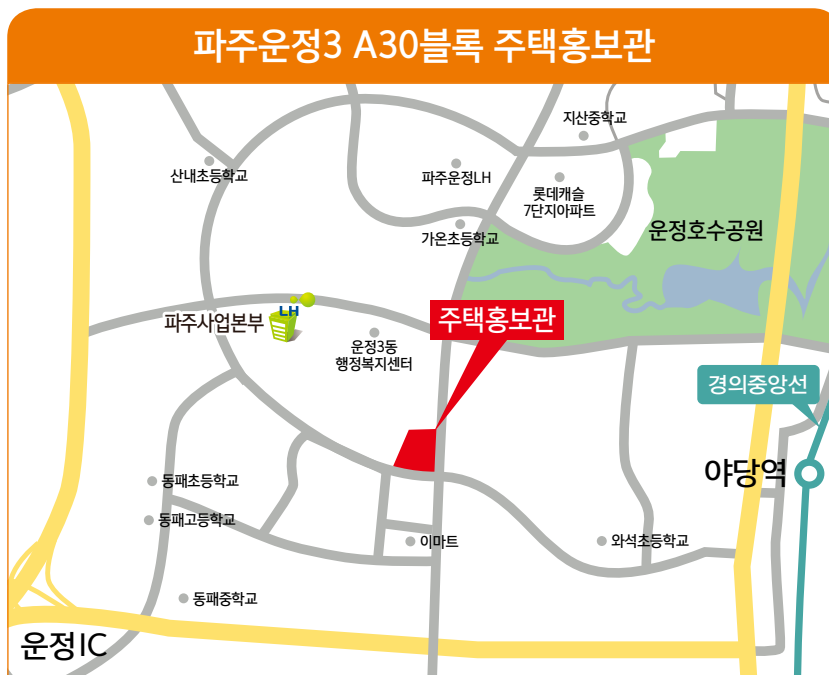 파주운정3 A30블록 주택홍보관
지산중학교
산내초등학교
파주운정LH
롯데캐슬
7단지아파트
가온초등학교
운정호수공원
LH
파주사업본부
주택홍보관
운정3동
행정복지센터
경의중앙선
야당역
동패초등학교
동패고등학교
이마트
와석초등학교
동패중학교
운정IC